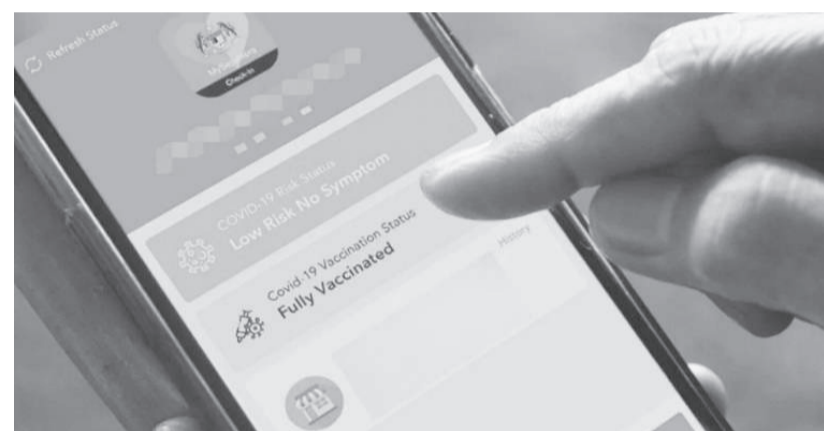 Refresh Status
MySejahtera
Check-In
COVID-19 Risk Status
Low Risk No Symptom
Covid-19 Vaccination Status
Fully Vaccinated
History